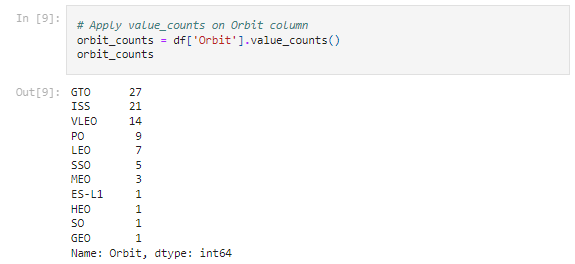 In [9]:
# Apply value_counts on Orbit column
orbit_counts = df['Orbit'].value_counts()
orbit_counts
Out[9]:
GTO 27
ISS 21
VLEO 14
PO 9
LEO 7
SSO 5
MEO 3
ES-L1 1
HEO 1
SO 1
GEO 1
Name: Orbit, dtype: int64